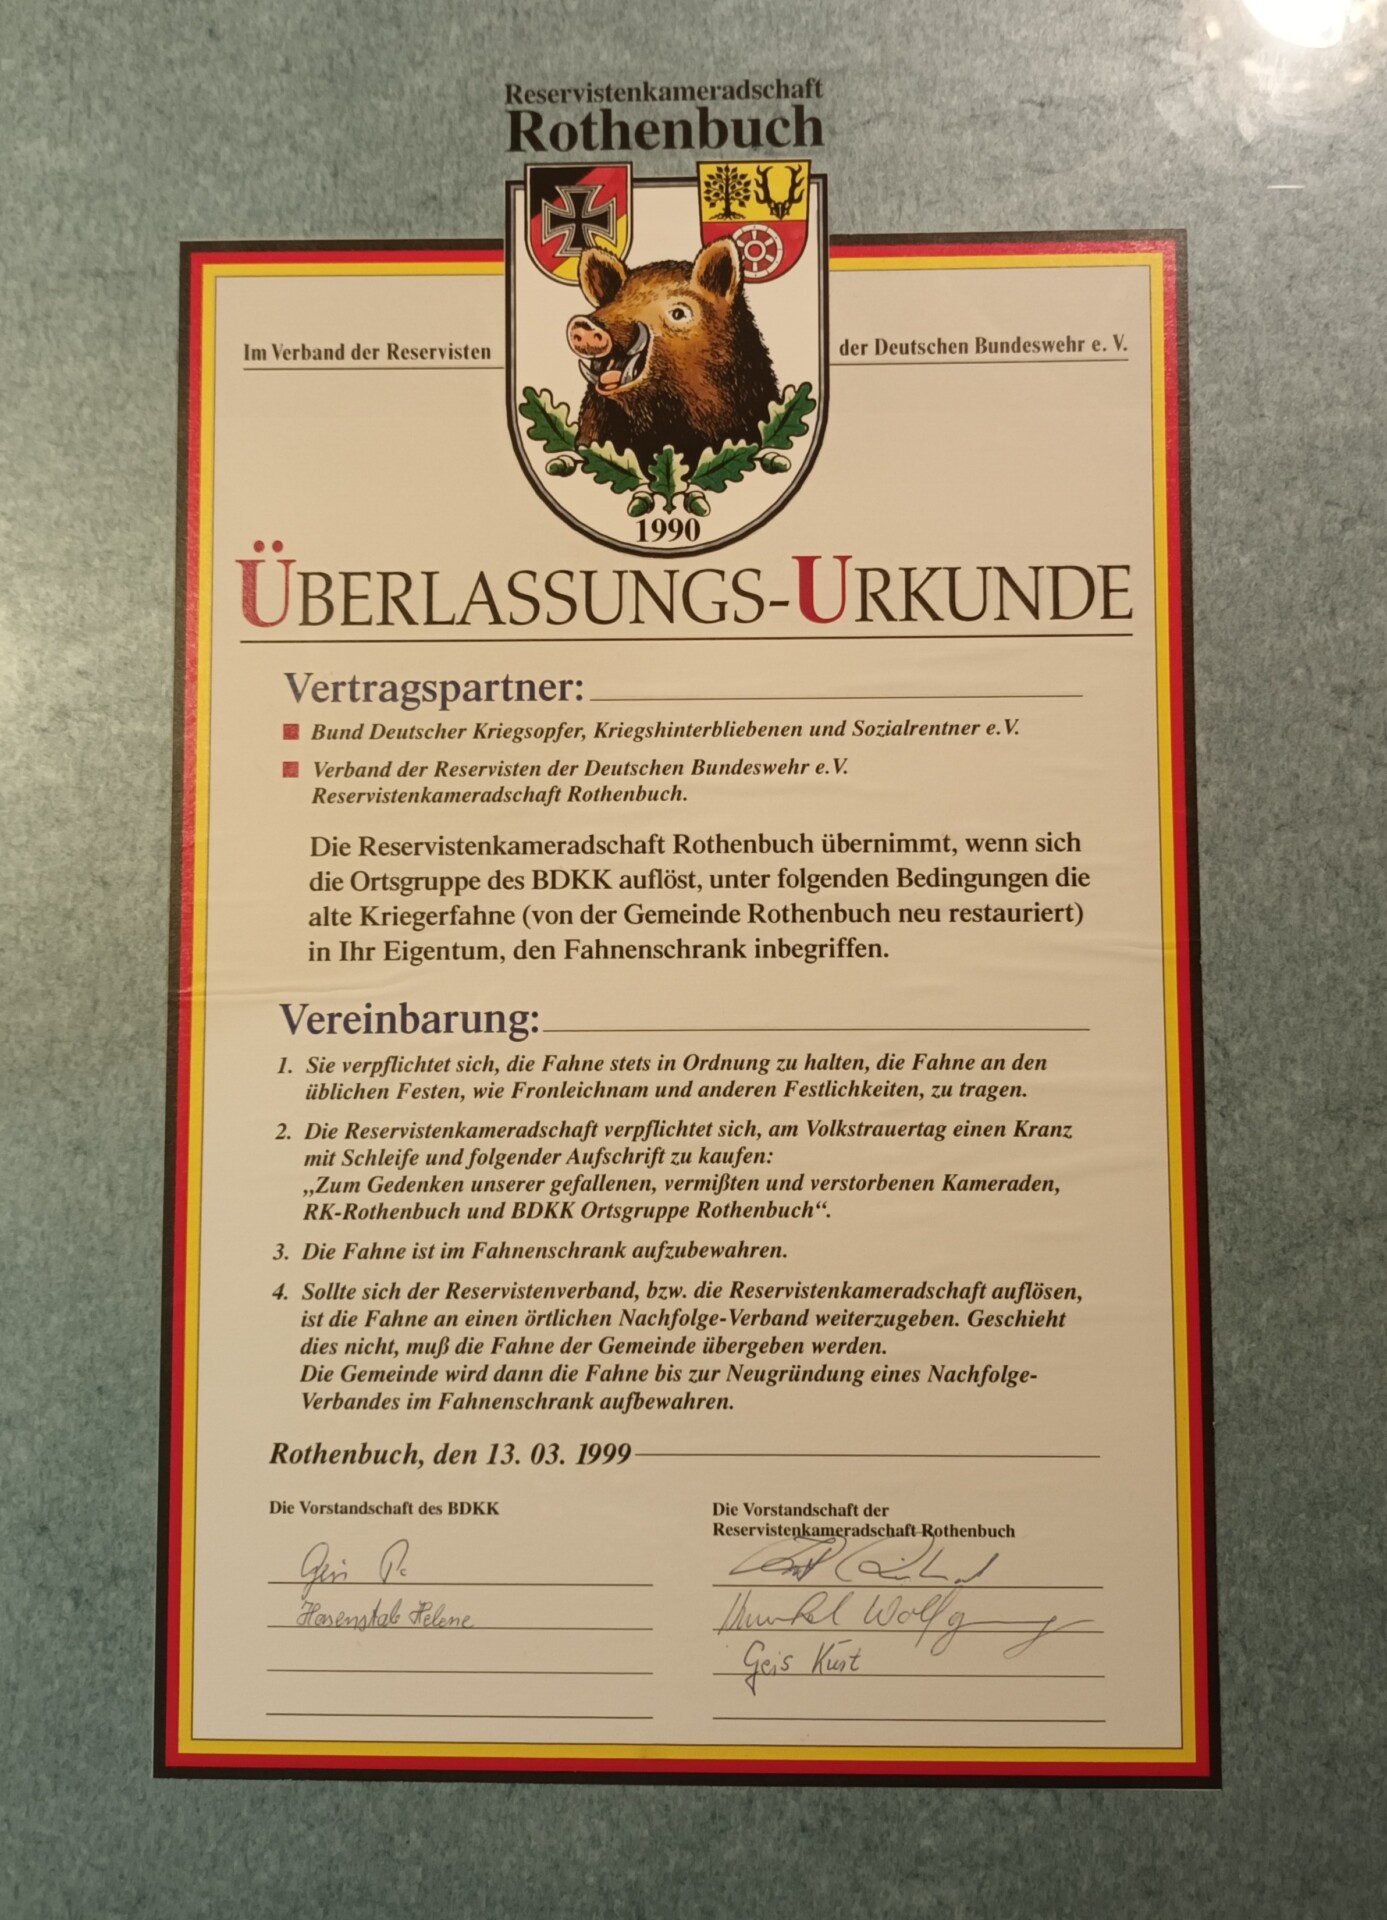 Reservistenkameradschaft
Rothenbuch
Im Verband der Reservisten
der Deutschen Bundeswehr e. V.
1990
ÜBERLASSUNGS-URKUNDE
Vertragspartner:
Bund Deutscher Kriegsopfer, Kriegshinterbliebenen und Sozialrentner e.V.
Verband der Reservisten der Deutschen Bundeswehr e.V.
Reservistenkameradschaft Rothenbuch.
Die Reservistenkameradschaft Rothenbuch übernimmt, wenn sich
die Ortsgruppe des BDKK auflöst, unter folgenden Bedingungen die
alte Kriegerfahne (von der Gemeinde Rothenbuch neu restauriert)
in Ihr Eigentum, den Fahnenschrank inbegriffen.
Vereinbarung:
1. Sie verpflichtet sich, die Fahne stets in Ordnung zu halten, die Fahne an den
üblichen Festen, wie Fronleichnam und anderen Festlichkeiten, zu tragen.
2. Die Reservistenkameradschaft verpflichtet sich, am Volkstrauertag einen Kranz
mit Schleife und folgender Aufschrift zu kaufen:
„Zum Gedenken unserer gefallenen, vermißten und verstorbenen Kameraden,
RK-Rothenbuch und BDKK Ortsgruppe Rothenbuch“.
3. Die Fahne ist im Fahnenschrank aufzubewahren.
4. Sollte sich der Reservistenverband, bzw. die Reservistenkameradschaft auflösen,
ist die Fahne an einen örtlichen Nachfolge-Verband weiterzugeben. Geschieht
dies nicht, muß die Fahne der Gemeinde übergeben werden.
Die Gemeinde wird dann die Fahne bis zur Neugründung eines Nachfolge-
Verbandes im Fahnenschrank aufbewahren.
Rothenbuch, den 13. 03. 1999
Die Vorstandschaft des BDKK
Hasenstab Helene
Die Vorstandschaft der
Reservistenkameradschaft Rothenbuch
Kunkel Wolfgang
Geis Kurt